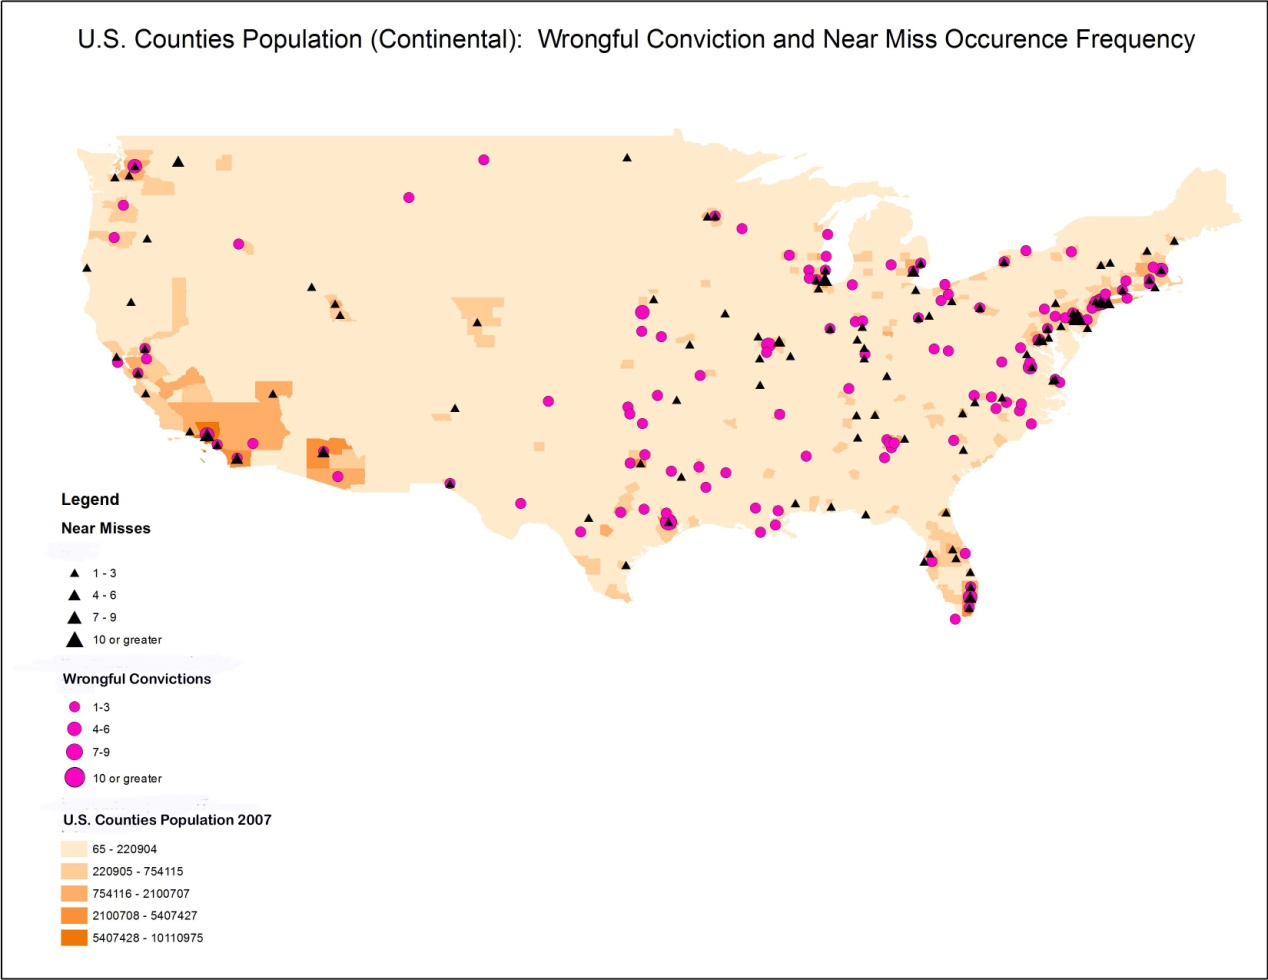 U.S. Counties Population (Continental):  Wrongful Conviction and Near Miss Occurence Frequency
Legend
Near Misses
1 - 3
4 - 6
7 - 9
10 or greater
Wrongful Convictions
1-3
4-6
7-9
10 or greater
U.S. Counties Population 2007
65 - 220904
220905 - 754115
754116 - 2100707
2100708 - 5407427
5407428 - 10110975